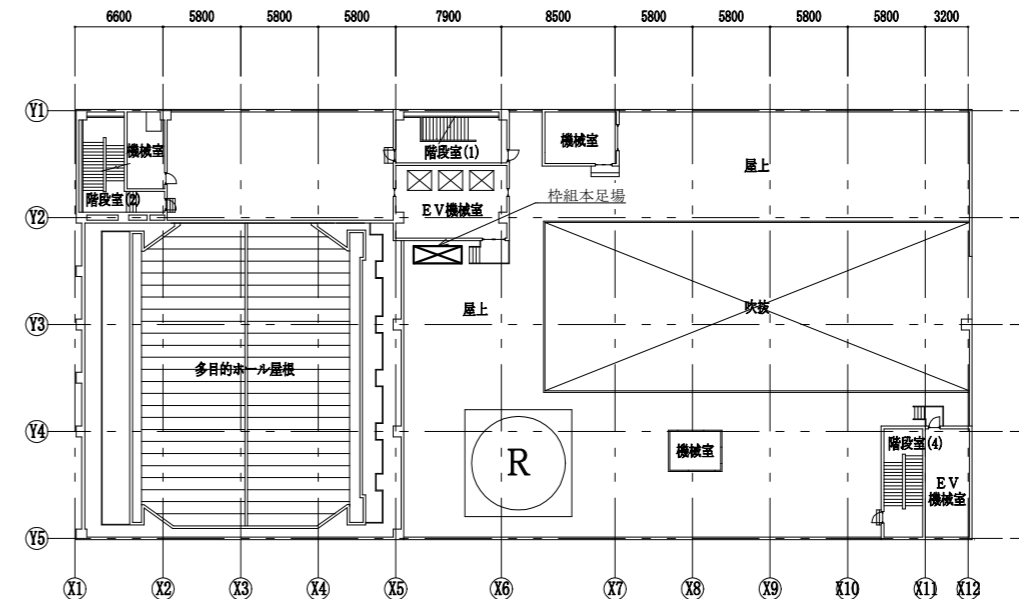 6600 5800 5800 5800 7900 8500 5800 5800 5800 5800 3200
Y1
機械室
階段室(1)
機械室
屋上
階段室(2)
枠組本足場
Y2
EV機械室
屋上
吹抜
Y3
多目的ホール屋根
Y4
階段室(4)
機械室
R
EV
機械室
Y5
X1 X2 X3 X4 X5 X6 X7 X8 X9 X10 X11 X12